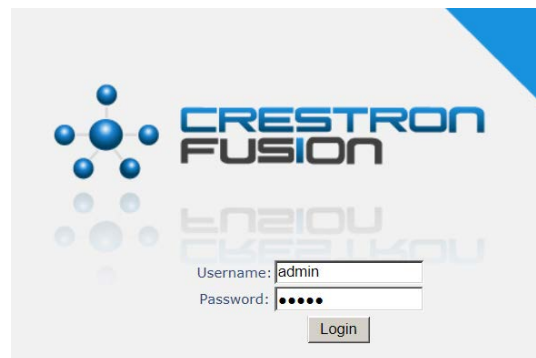 CRESTRON
FUSION
Username: admin
Password: •••••
Login